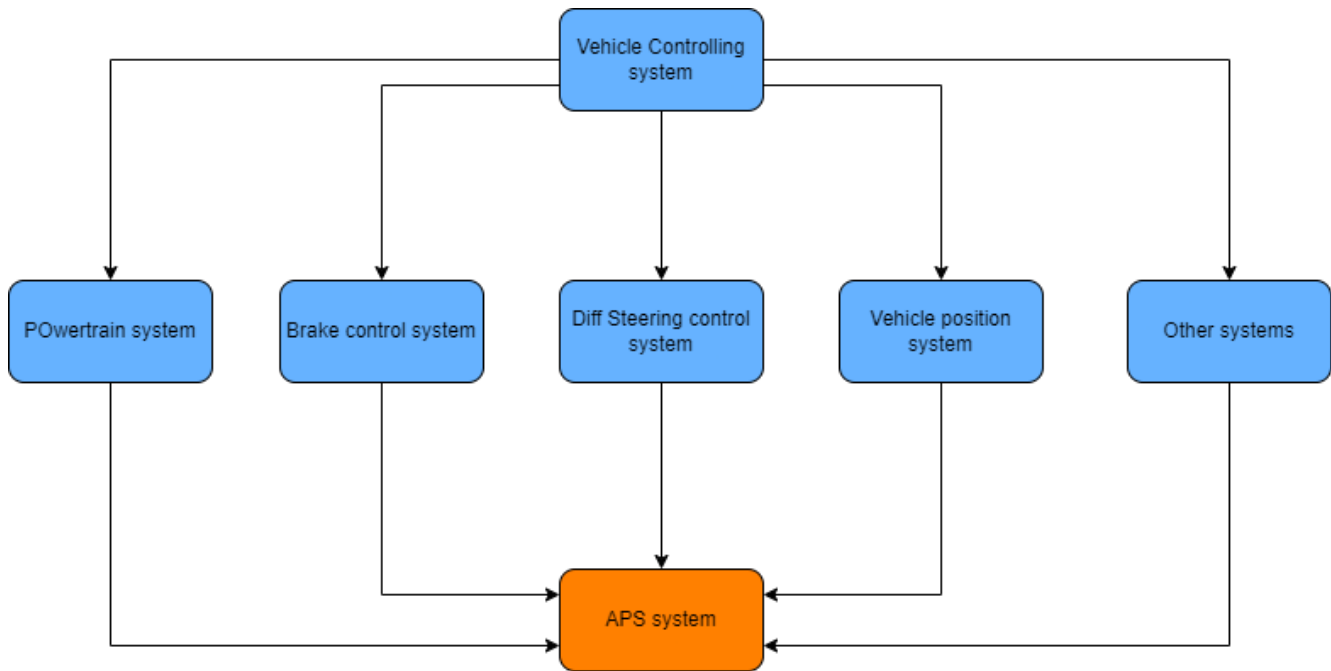 Vehicle Controlling
system
POwertrain system
Brake control system
Diff Steering control
system
Vehicle position
system
Other systems
APS system